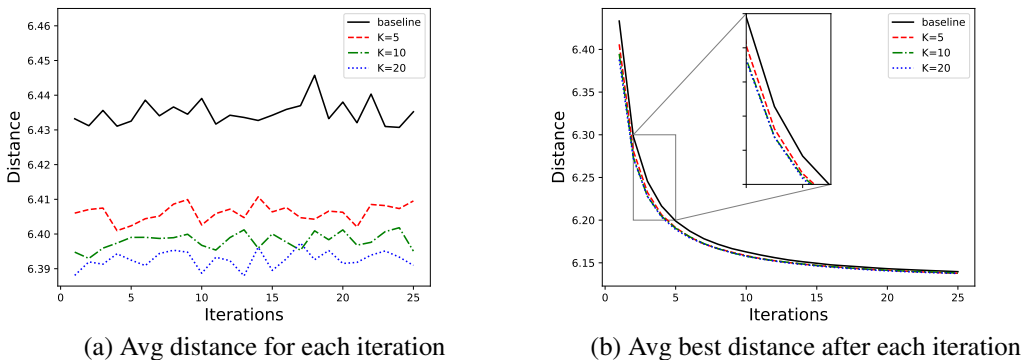 6.46
6.45
6.44
6.43
6.42
6.41
6.40
6.39
Distance
0
5
10
15
20
25
Iterations
baseline
K=5
K=10
K=20
(a) Avg distance for each iteration
6.40
6.35
6.30
6.25
6.20
6.15
Distance
0
5
10
15
20
25
Iterations
baseline
K=5
K=10
K=20
(b) Avg best distance after each iteration